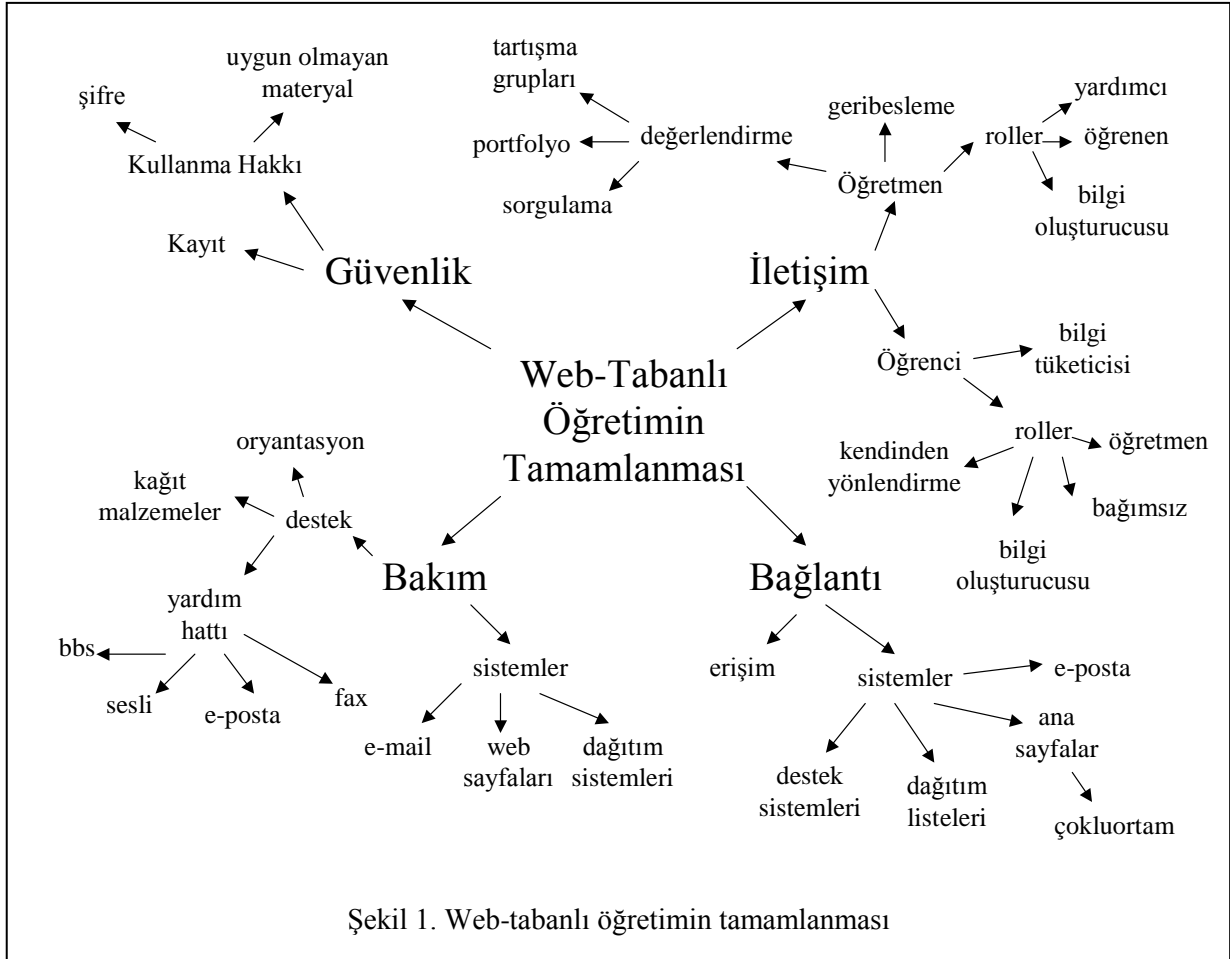 uygun olmayan
materyal
şifre
Kullanma Hakkı
Kayıt
Güvenlik
tartışma
grupları
portfolyo
sorgulama
değerlendirme
geribesleme
Öğretmen
roller
yardımcı
öğrenen
bilgi
oluşturucusu
İletişim
Öğrenci
bilgi
tüketicisi
roller
öğretmen
kendinden
yönlendirme
bağımsız
bilgi
oluşturucusu
Web-Tabanlı
Öğretimin
Tamamlanması
oryantasyon
kağıt
malzemeler
destek
Bakım
yardım
hattı
bbs
sesli
e-posta
fax
sistemler
e-mail
web
sayfaları
dağıtım
sistemleri
Bağlantı
erişim
sistemler
e-posta
ana
sayfalar
destek
sistemleri
dağıtım
listeleri
çokluortam
Şekil 1. Web-tabanlı öğretimin tamamlanması